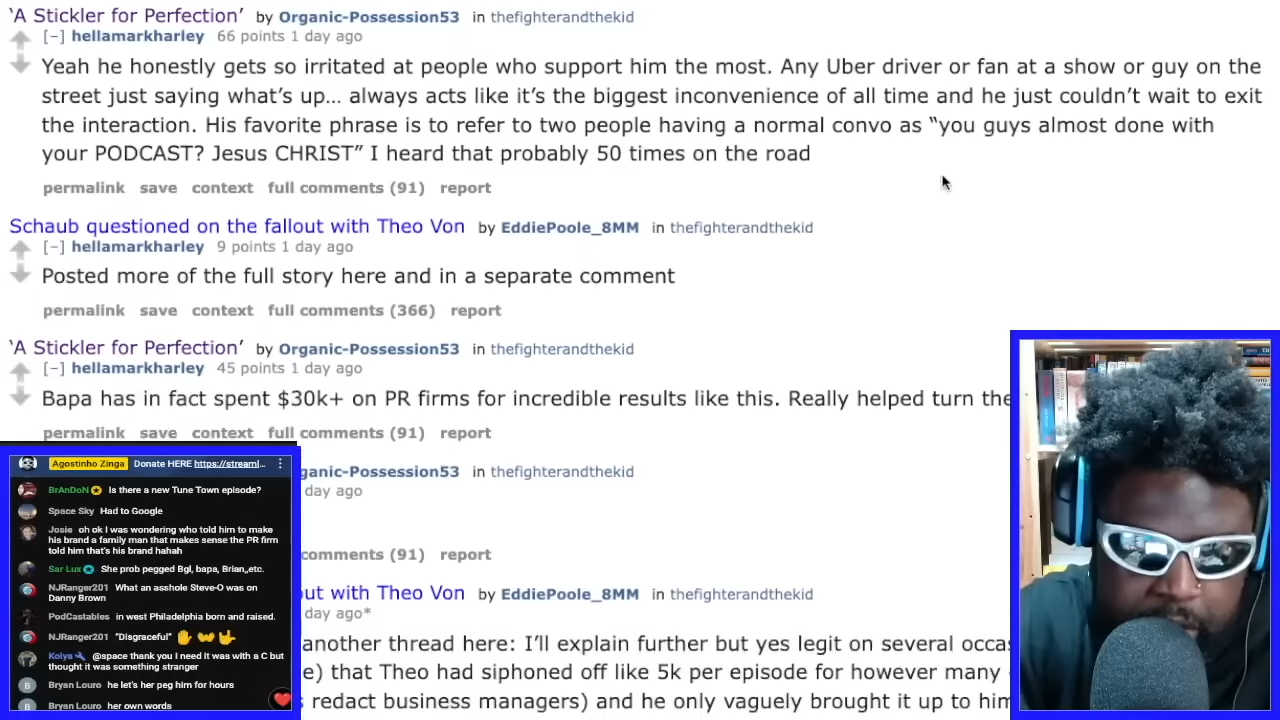 'A Stickler for Perfection' by Organic-Possession53 in thefighterandthekid
[–] hellamarkharley 66 points 1 day ago
Yeah he honestly gets so irritated at people who support him the most. Any Uber driver or fan at a show or guy on the
street just saying what's up… always acts like it's the biggest inconvenience of all time and he just couldn't wait to exit
the interaction. His favorite phrase is to refer to two people having a normal convo as "you guys almost done with
your PODCAST? Jesus CHRIST" I heard that probably 50 times on the road
permalink save context full comments (91) report
Schaub questioned on the fallout with Theo Von by EddiePoole_8MM in thefighterandthekid
[–] hellamarkharley 9 points 1 day ago
Posted more of the full story here and in a separate comment
permalink save context full comments (366) report
'A Stickler for Perfection' by Organic-Possession53 in thefighterandthekid
[–] hellamarkharley 45 points 1 day ago
Bapa has in fact spent $30k+ on PR firms for incredible results like this. Really helped turn the
permalink save context full comments (91) report
ganic-Possession53 in thefighterandthekid
day ago
comments (91) report
out with Theo Von by EddiePoole_8MM in thefighterandthekid
day ago*
another thread here: I'll explain further but yes legit on several occas
e) that Theo had siphoned off like 5k per episode for however many
redact business managers) and he only vaguely brought it up to him
Agostinho Zinga Donate HERE https://streaml...
BrAnDoN Is there a new Tune Town episode?
Space Sky Had to Google
Josie oh ok I was wondering who told him to make
his brand a family man that makes sense the PR firm
told him that's his brand hahah
Sar Lux She prob pegged Bgl, bapa, Brian,,etc.
NJRanger201 What an asshole Steve-O was on
Danny Brown
PodCastables in west Philadelphia born and raised.
NJRanger201 "Disgraceful"
Kolya @space thank you I need it was with a C but
thought it was something stranger
Bryan Louro he let's her peg him for hours
Bryan Louro her own words